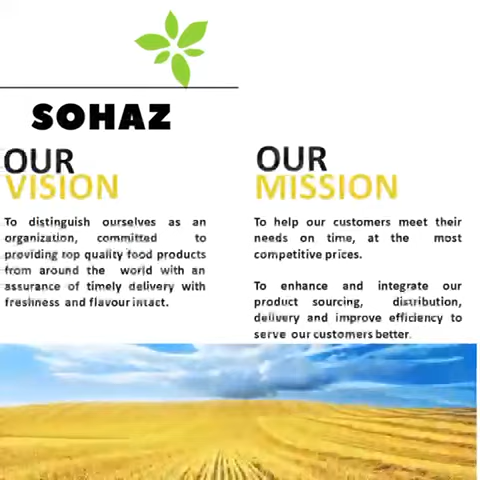 SOHAZ
OUR
VISION
To distinguish ourselves as an
organization, committed to
providing top quality food products
from around the world with an
assurance of timely delivery with
freshness and flavour intact.
OUR
MISSION
To help our customers meet their
needs on time, at the most
competitive prices.
To enhance and integrate our
product sourcing, distribution,
delivery and improve efficiency to
serve our customers better.